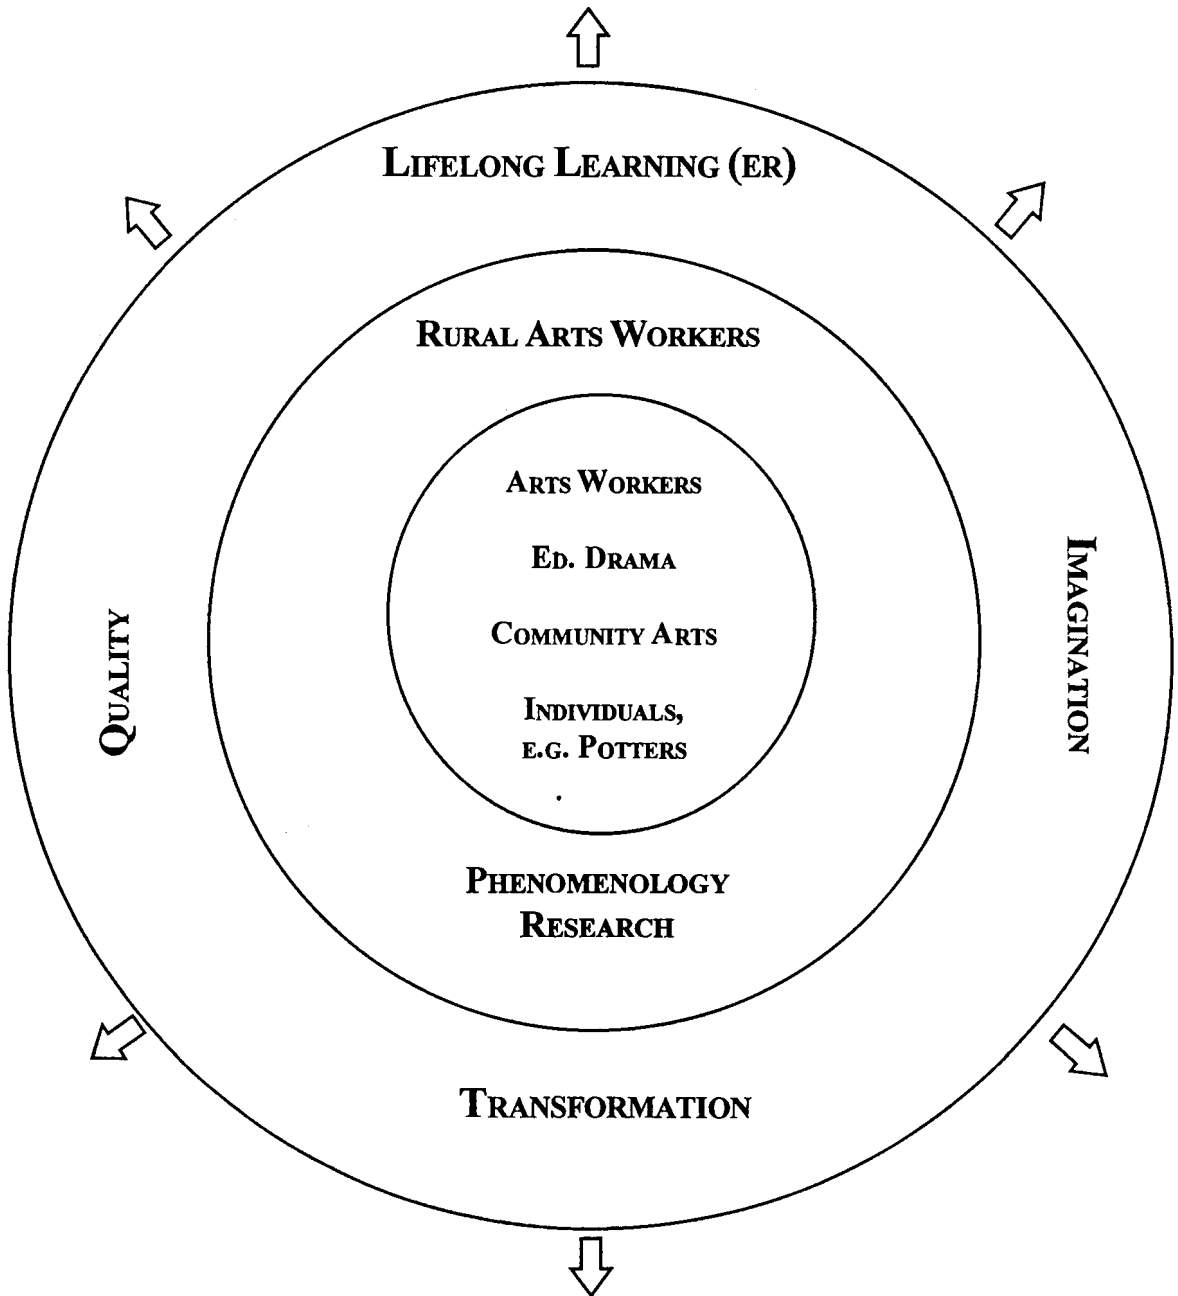 LIFELONG LEARNING (ER)
RURAL ARTS WORKERS
ARTS WORKERS
ED. DRAMA
COMMUNITY ARTS
INDIVIDUALS,
E.G. POTTERS
QUALITY
IMAGINATION
PHENOMENOLOGY
RESEARCH
TRANSFORMATION